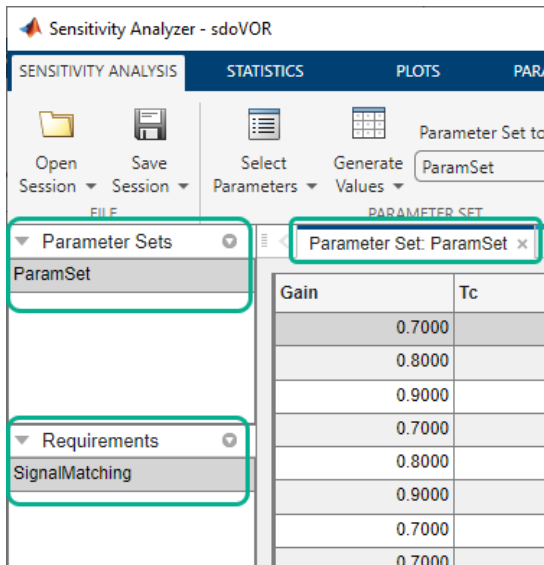 Sensitivity Analyzer - sdoVOR
SENSITIVITY ANALYSIS STATISTICS PLOTS PAR
Parameter Set to
Open Save Select Generate ParamSet
Session Session Parameters Values
FILE PARAMETER SET
Parameter Sets Parameter Set: ParamSet ×
ParamSet
Gain Tc
0.7000
0.8000
0.9000
0.7000
Requirements
0.8000
SignalMatching
0.9000
0.7000
0.7000